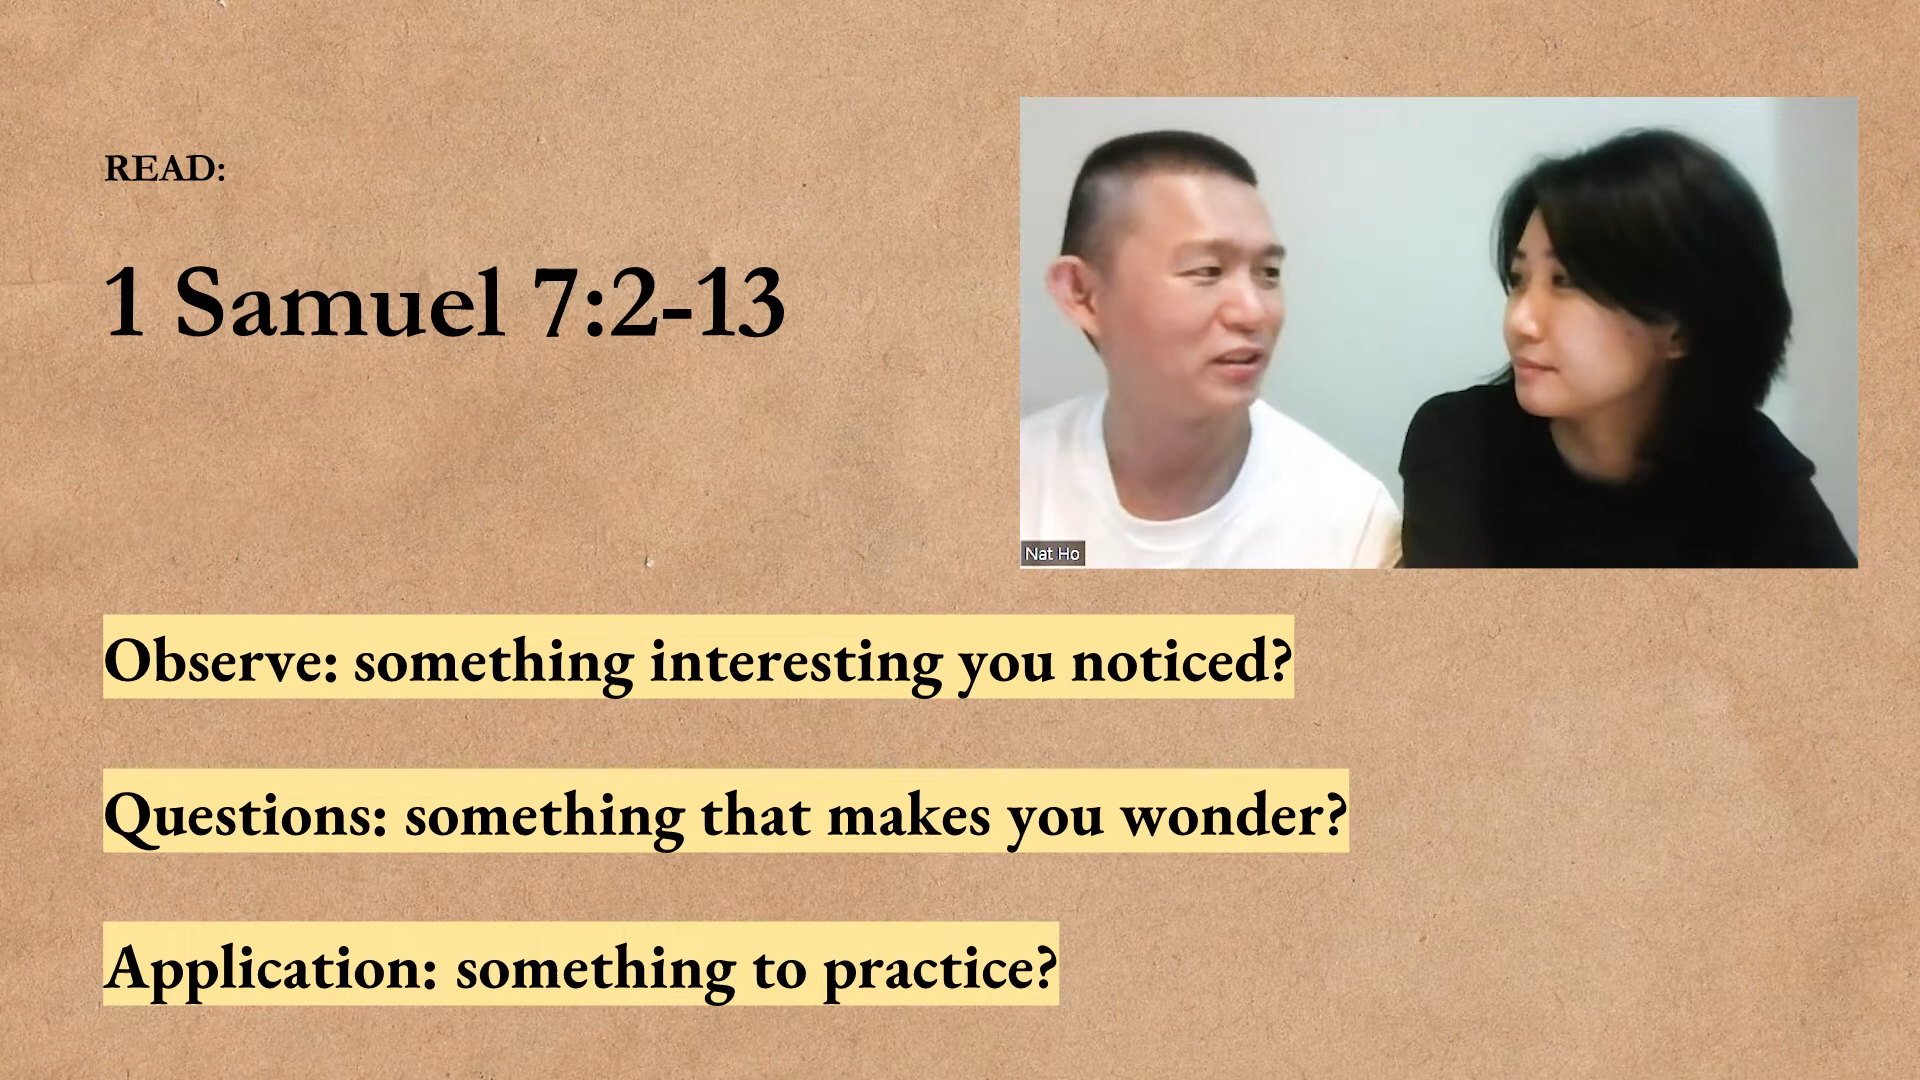 READ:
1 Samuel 7:2-13
Nat Ho
Observe: something interesting you noticed?
Questions: something that makes you wonder?
Application: something to practice?